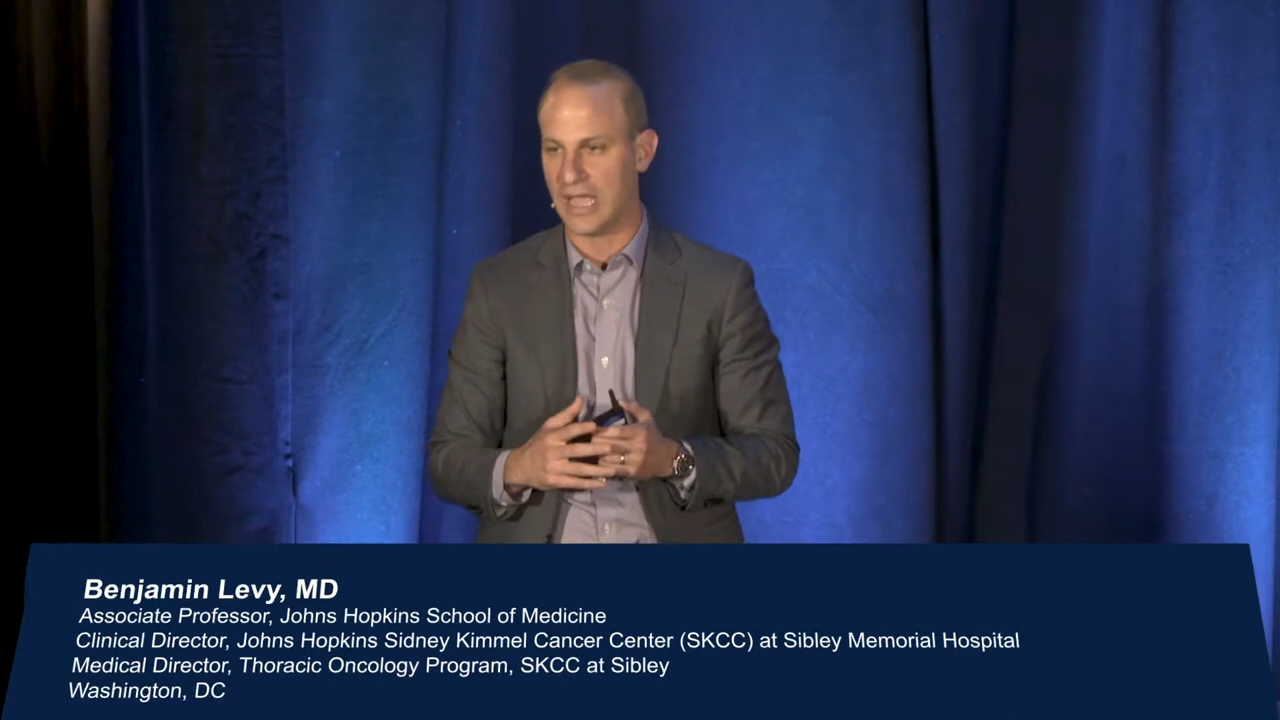 Benjamin Levy, MD
Associate Professor, Johns Hopkins School of Medicine
Clinical Director, Johns Hopkins Sidney Kimmel Cancer Center (SKCC) at Sibley Memorial Hospital
Medical Director, Thoracic Oncology Program, SKCC at Sibley
Washington, DC